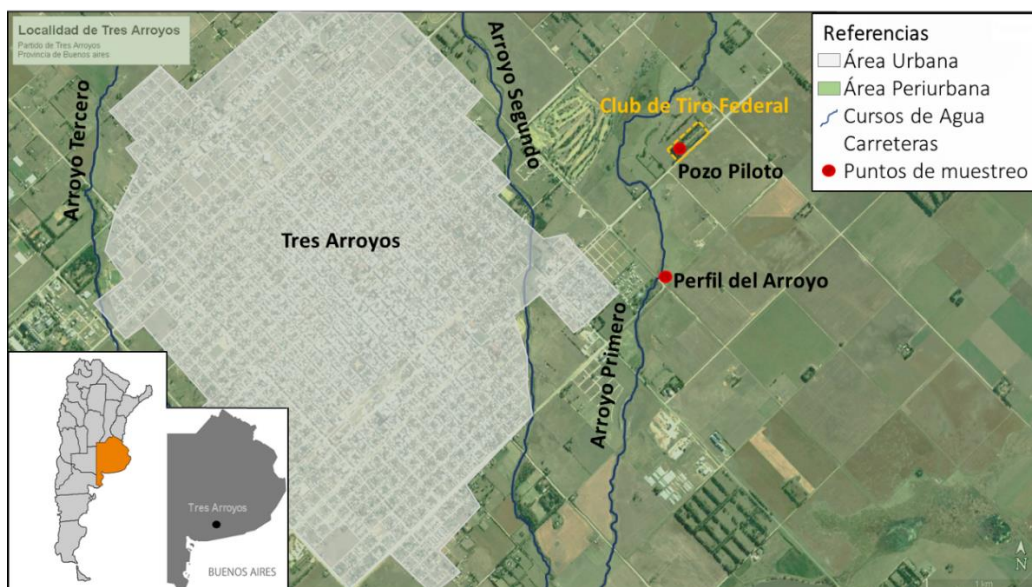 Localidad de Tres Arroyos
Partido de Tres Arroyos
Provincia de Buenos aires
Referencias
Área Urbana
Área Periurbana
Cursos de Agua
Carreteras
Puntos de muestreo
Arroyo Tercero
Arroyo Segundo
Club de Tiro Federal
Pozo Piloto
Tres Arroyos
Perfil del Arroyo
Arroyo Primero
Tres Arroyos
BUENOS AIRES
N
1 km